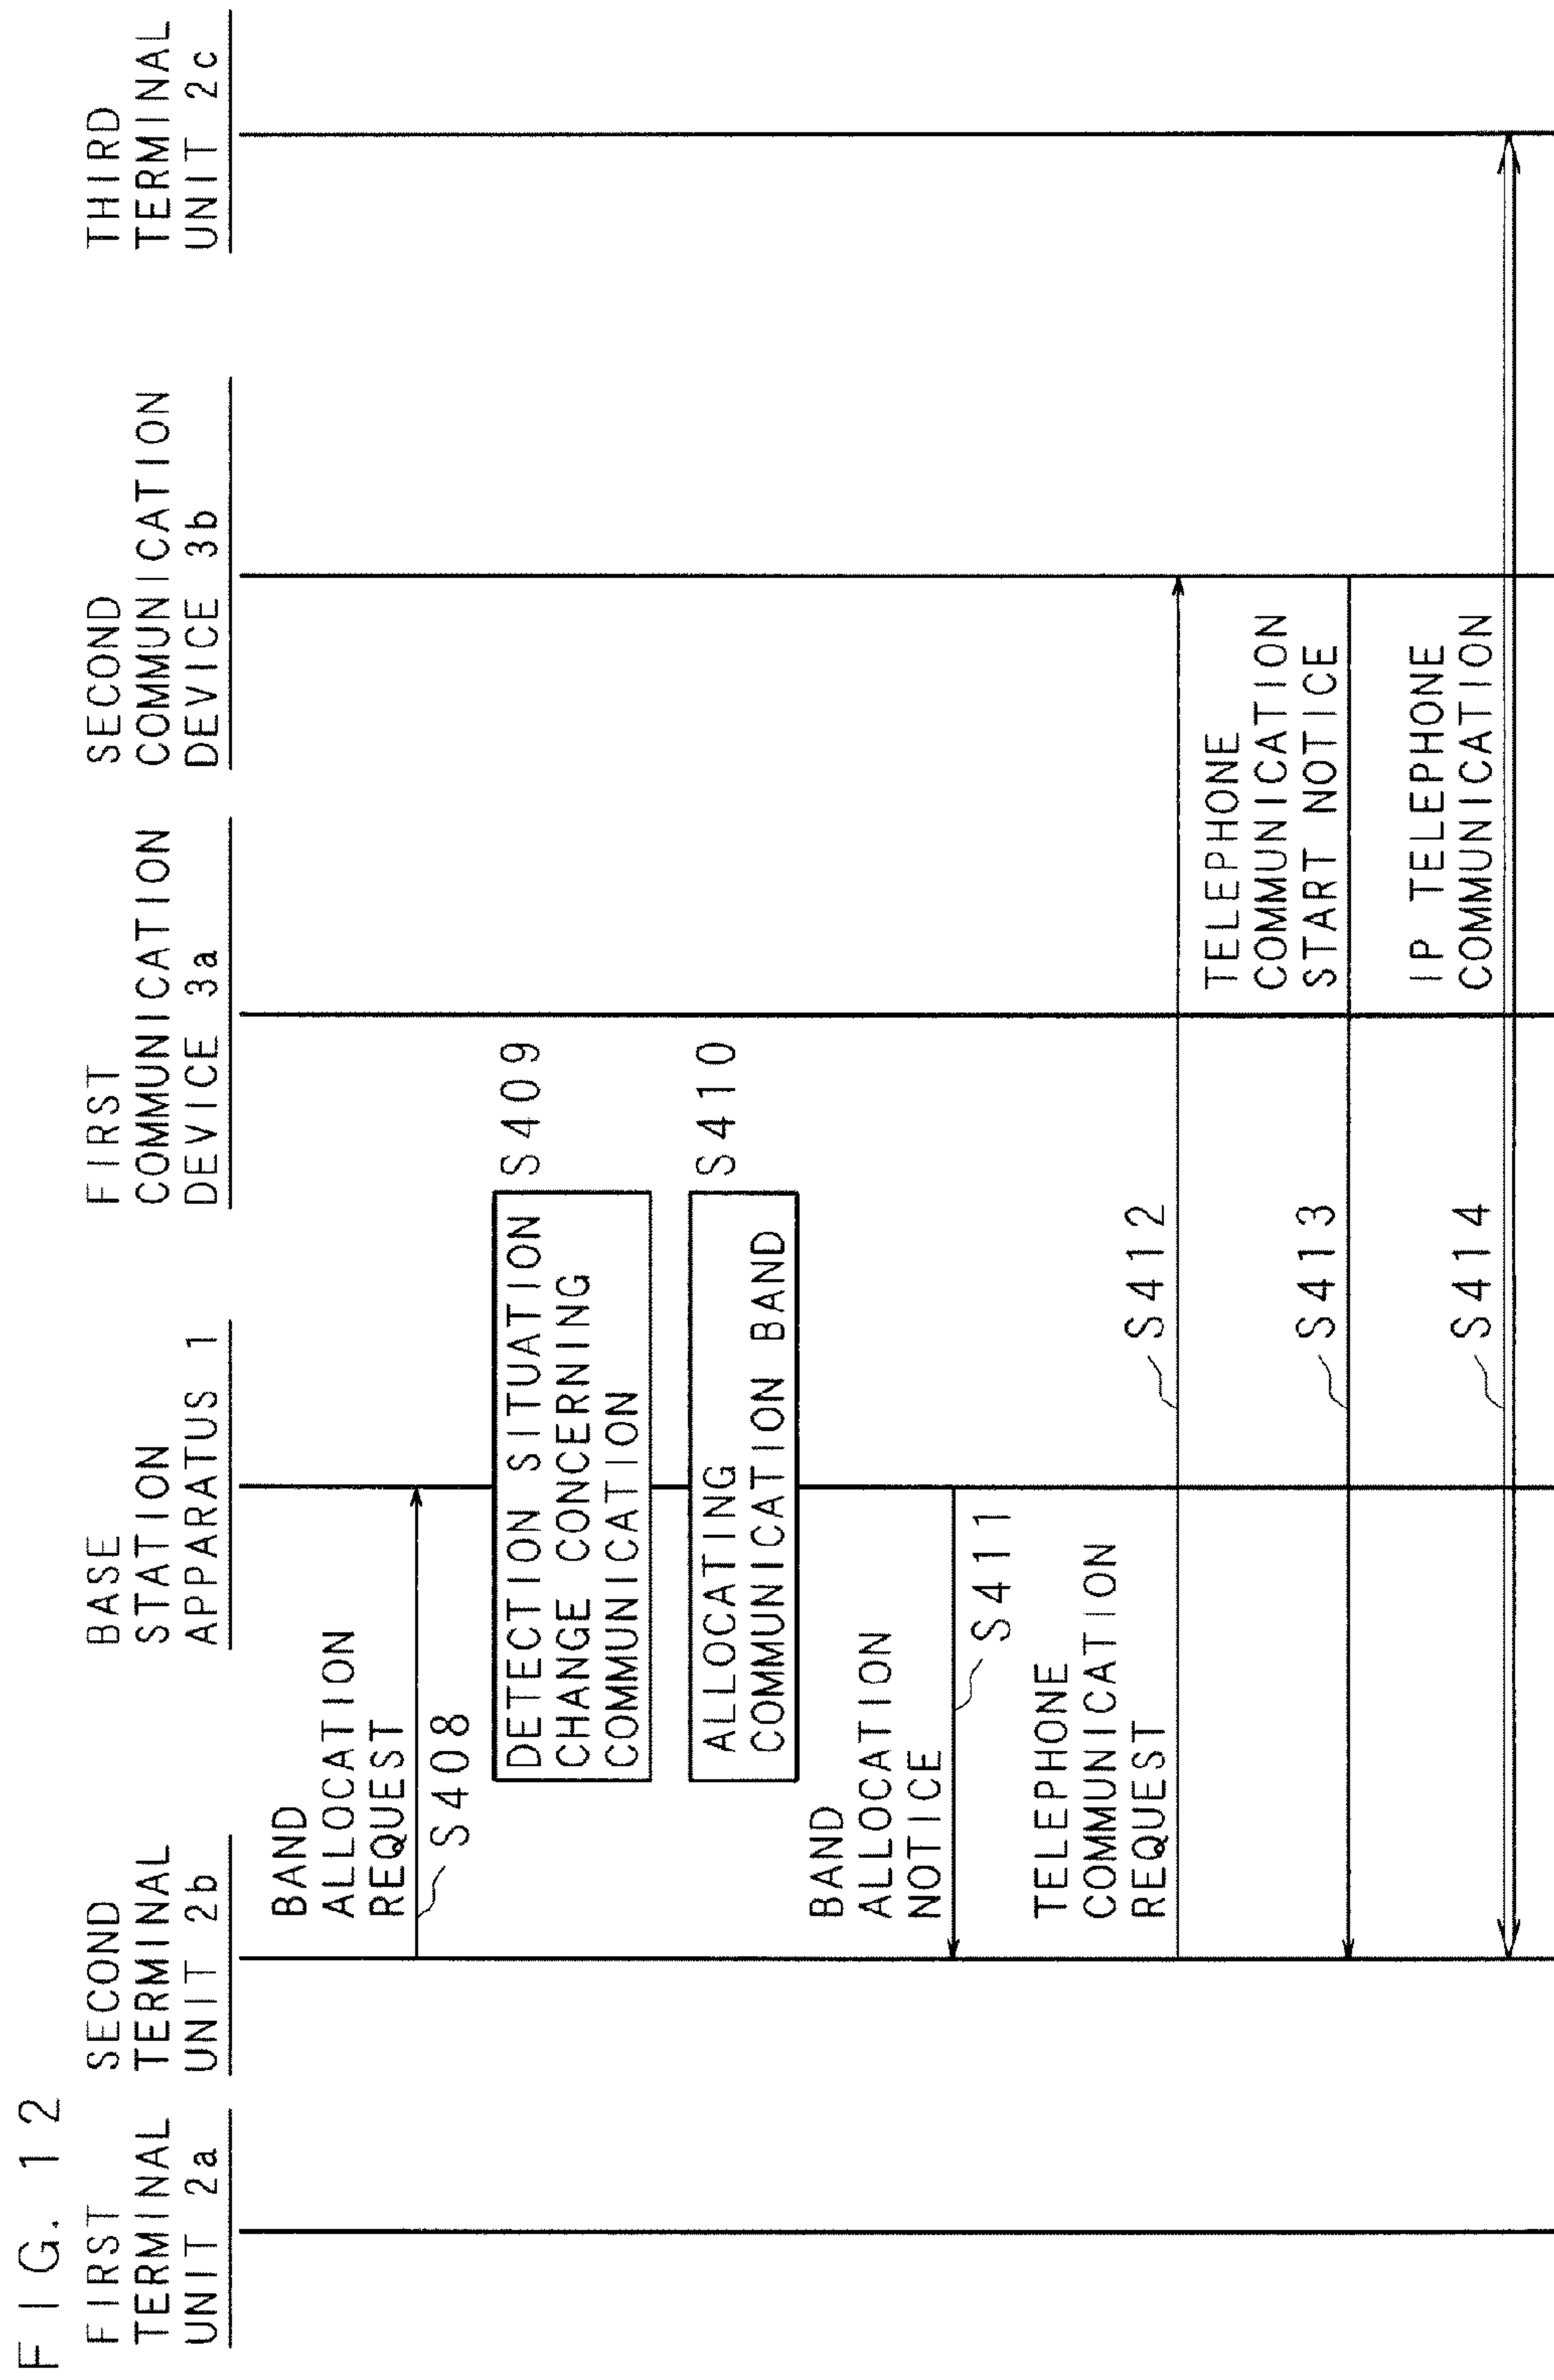 FIG. 12
FIRST
TERMINAL
UNIT 2a
SECOND
TERMINAL
UNIT 2b
BASE
STATION
APPARATUS 1
FIRST
COMMUNICATION
DEVICE 3a
SECOND
COMMUNICATION
DEVICE 3b
THIRD
TERMINAL
UNIT 2c
BAND
ALLOCATION
REQUEST
S408
DETECTION SITUATION
CHANGE CONCERNING
COMMUNICATION
S409
ALLOCATING
COMMUNICATION BAND
S410
BAND
ALLOCATION
NOTICE
S411
TELEPHONE
COMMUNICATION
REQUEST
S412
TELEPHONE
COMMUNICATION
START NOTICE
S413
IP TELEPHONE
COMMUNICATION
S414